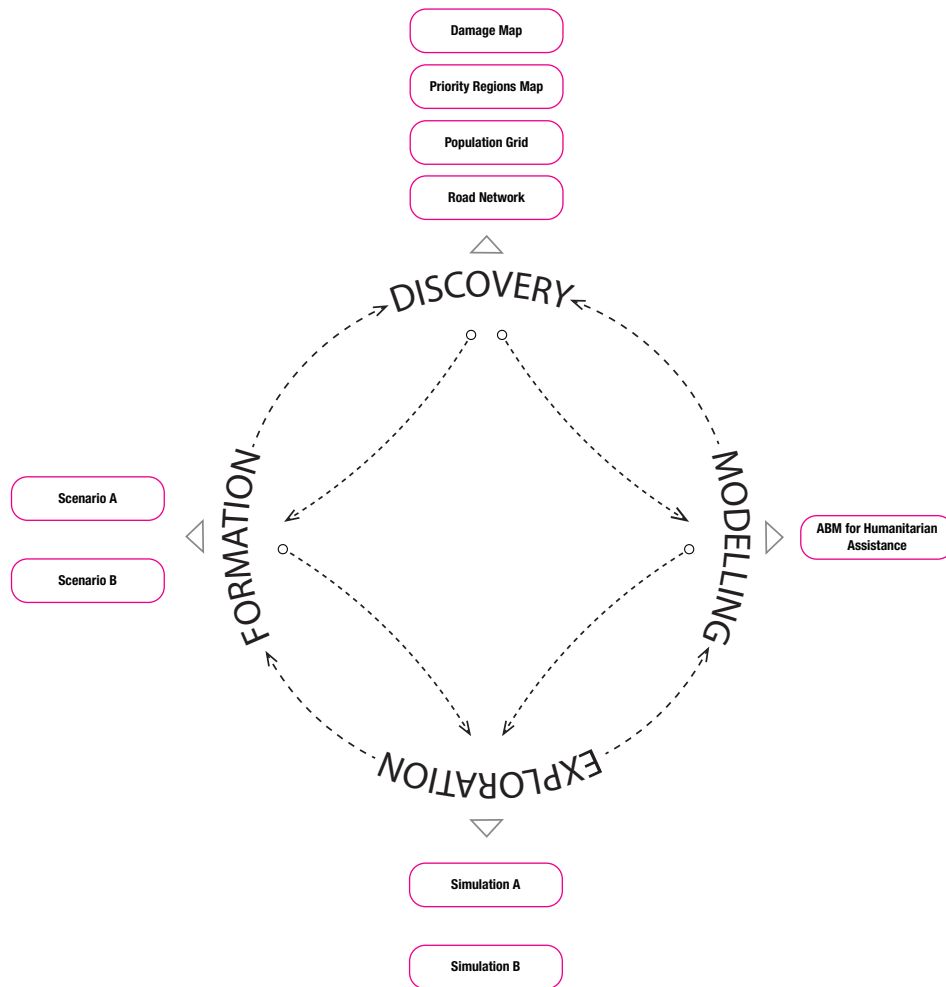 Damage Map
Priority Regions Map
Population Grid
Road Network
DISCOVERY
FORMATION
MODELLING
Scenario A
Scenario B
ABM for Humanitarian
Assistance
EXPLORATION
Simulation A
Simulation B